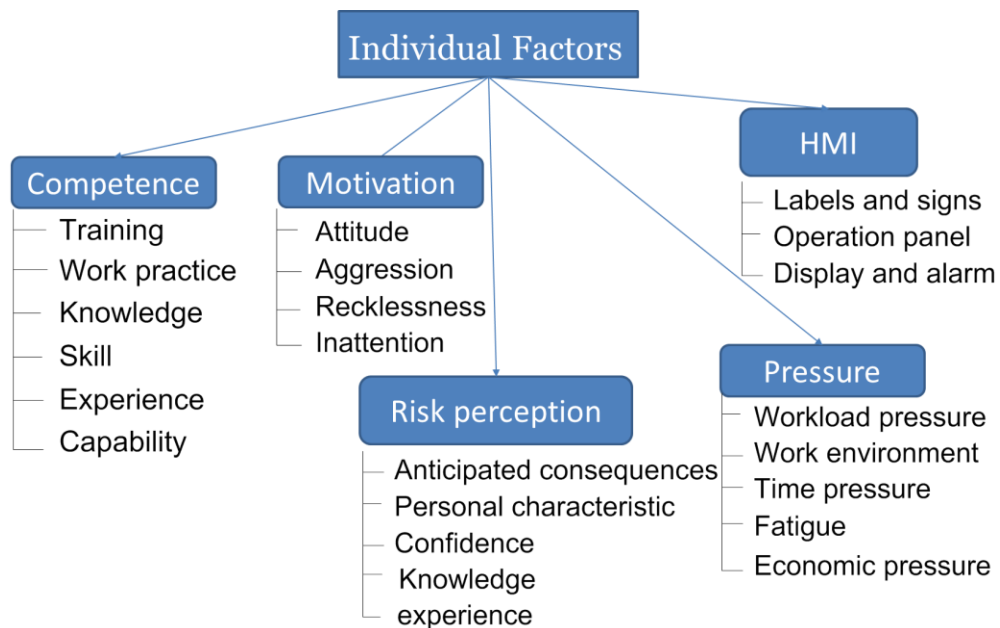 Individual Factors
Competence
Training
Work practice
Knowledge
Skill
Experience
Capability
Motivation
Attitude
Aggression
Recklessness
Inattention
Risk perception
Anticipated consequences
Personal characteristic
Confidence
Knowledge
experience
HMI
Labels and signs
Operation panel
Display and alarm
Pressure
Workload pressure
Work environment
Time pressure
Fatigue
Economic pressure